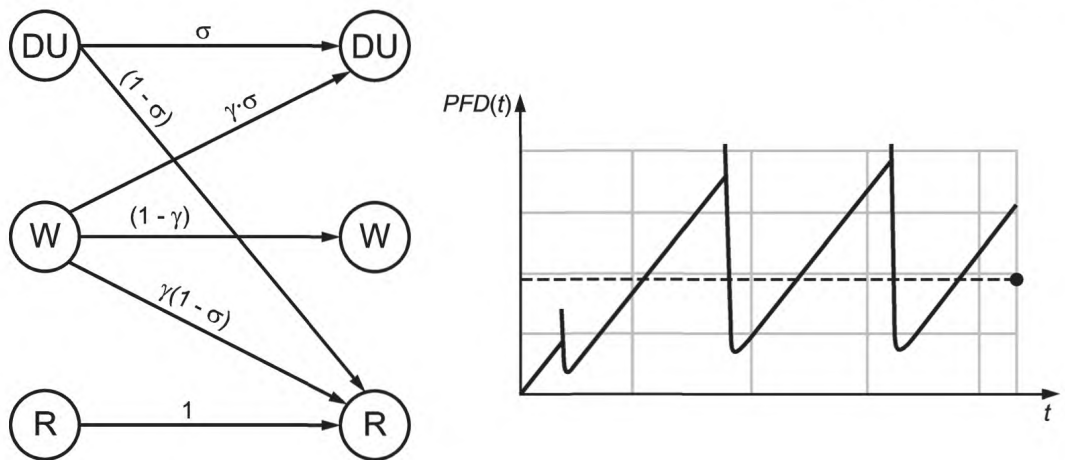 DU σ DU
(1 - σ)
γ·σ
W (1 - γ) W
γ(1 - σ)
R 1 R
PFD(t)
t